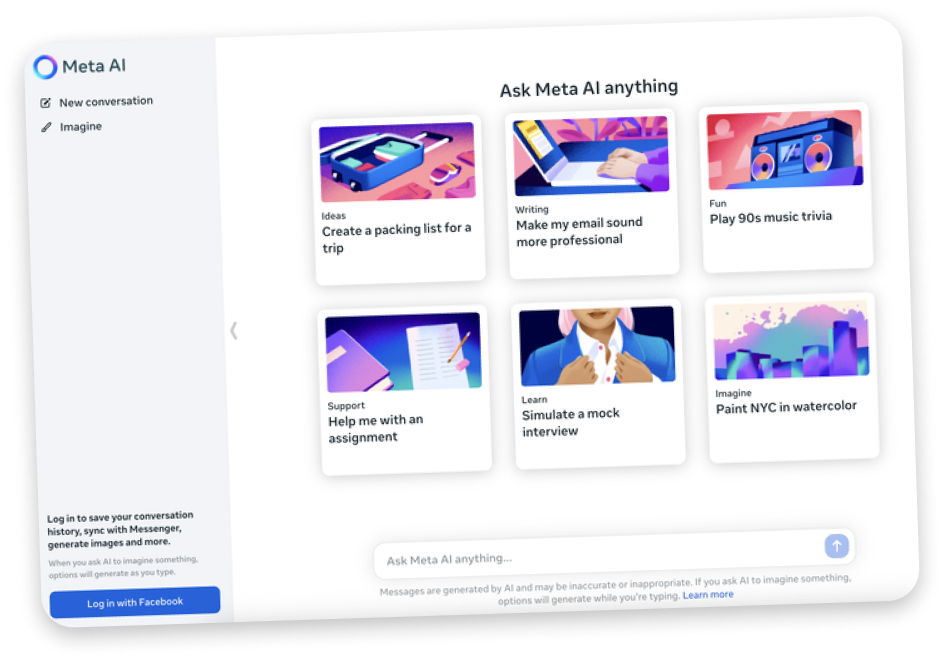 Meta AI
New conversation
Imagine
Log in to save your conversation
history, sync with Messenger,
generate images and more.
When you ask AI to imagine something,
options will generate as you type.
Log in with Facebook
Ask Meta AI anything
Ideas
Create a packing list for a
trip
Writing
Make my email sound
more professional
Fun
Play 90s music trivia
Support
Help me with an
assignment
Learn
Simulate a mock
interview
Imagine
Paint NYC in watercolor
Ask Meta AI anything...
Messages are generated by AI and may be inaccurate or inappropriate. If you ask AI to imagine something,
options will generate while you're typing. Learn more